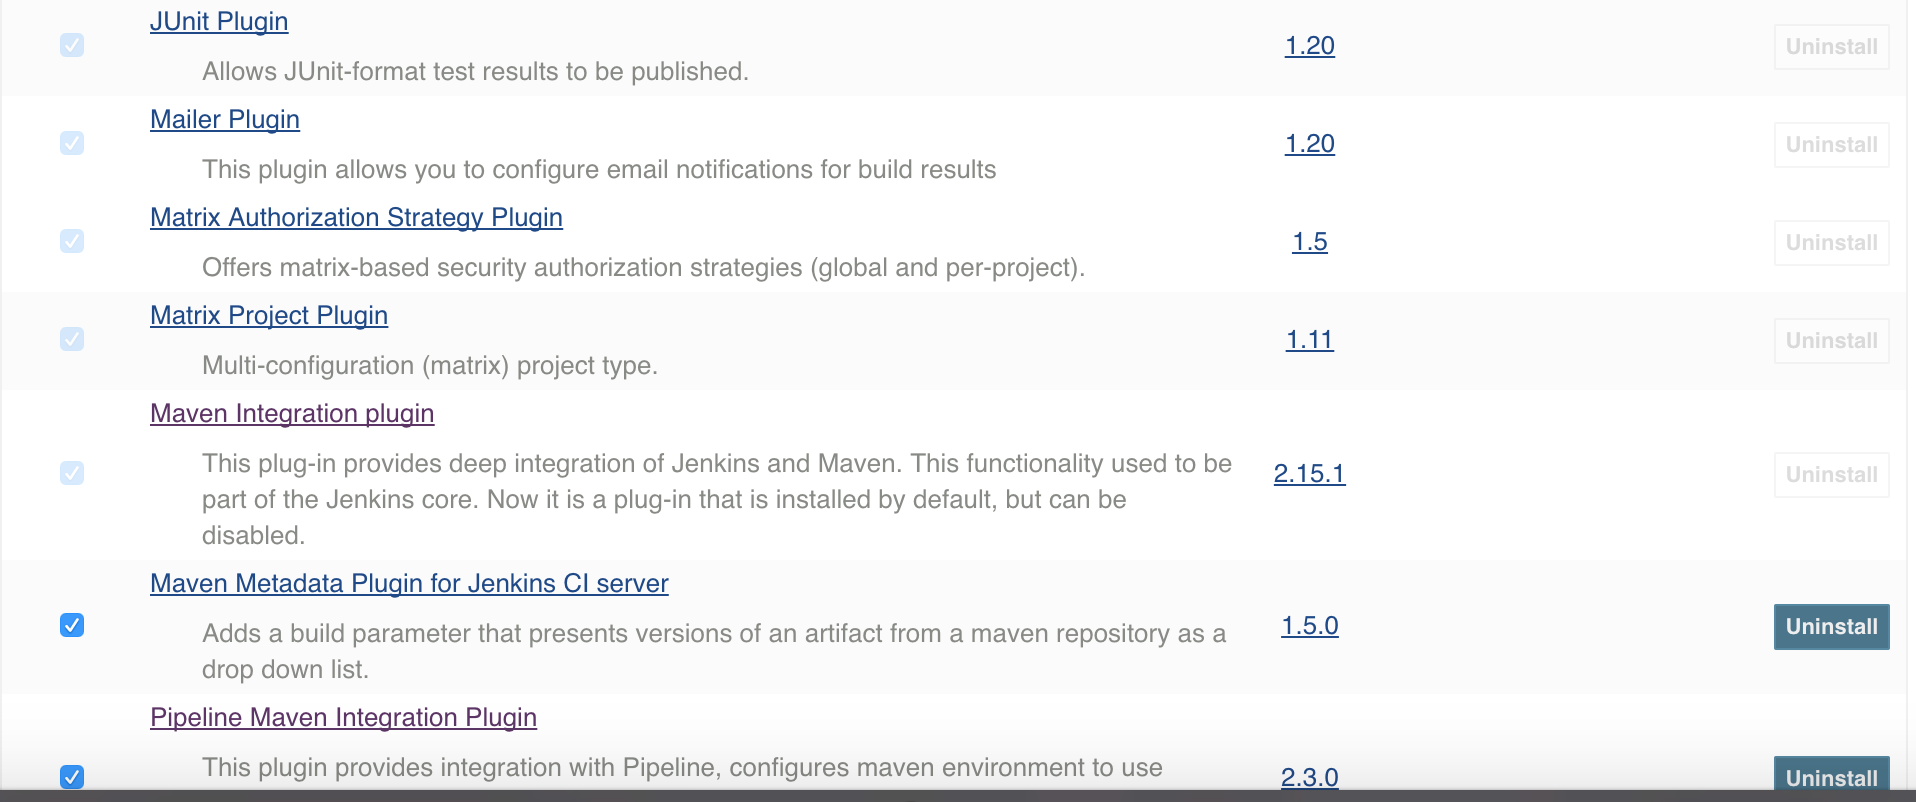 JUnit Plugin
Allows JUnit-format test results to be published.
1.20
Uninstall
Mailer Plugin
This plugin allows you to configure email notifications for build results
1.20
Uninstall
Matrix Authorization Strategy Plugin
Offers matrix-based security authorization strategies (global and per-project).
1.5
Uninstall
Matrix Project Plugin
Multi-configuration (matrix) project type.
1.11
Uninstall
Maven Integration plugin
This plug-in provides deep integration of Jenkins and Maven. This functionality used to be
part of the Jenkins core. Now it is a plug-in that is installed by default, but can be
disabled.
2.15.1
Uninstall
Maven Metadata Plugin for Jenkins CI server
Adds a build parameter that presents versions of an artifact from a maven repository as a
drop down list.
1.5.0
Uninstall
Pipeline Maven Integration Plugin
This plugin provides integration with Pipeline, configures maven environment to use
2.3.0
Uninstall